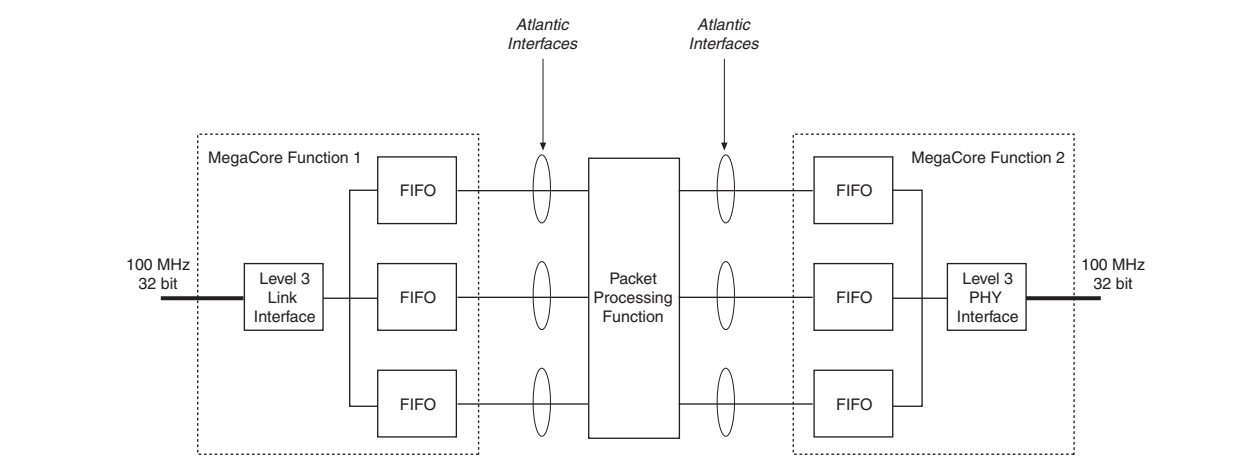 Atlantic
Interfaces
Atlantic
Interfaces
MegaCore Function 1
MegaCore Function 2
FIFO
FIFO
100 MHz
32 bit
Level 3
Link
Interface
FIFO
Packet
Processing
Function
FIFO
Level 3
PHY
Interface
100 MHz
32 bit
FIFO
FIFO